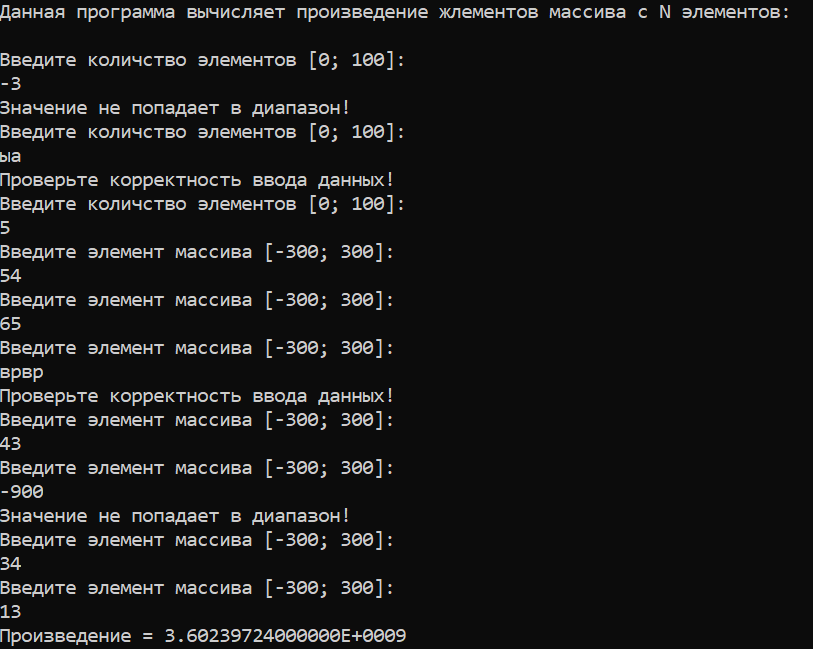 Данная программа вычисляет произведение жлементов массива с N элементов:
Введите количство элементов [0; 100]:
-3
Значение не попадает в диапазон!
Введите количство элементов [0; 100]:
ыа
Проверьте корректность ввода данных!
Введите количство элементов [0; 100]:
5
Введите элемент массива [-300; 300]:
54
Введите элемент массива [-300; 300]:
65
Введите элемент массива [-300; 300]:
врвр
Проверьте корректность ввода данных!
Введите элемент массива [-300; 300]:
43
Введите элемент массива [-300; 300]:
-900
Значение не попадает в диапазон!
Введите элемент массива [-300; 300]:
34
Введите элемент массива [-300; 300]:
13
Произведение = 3.60239724000000E+0009